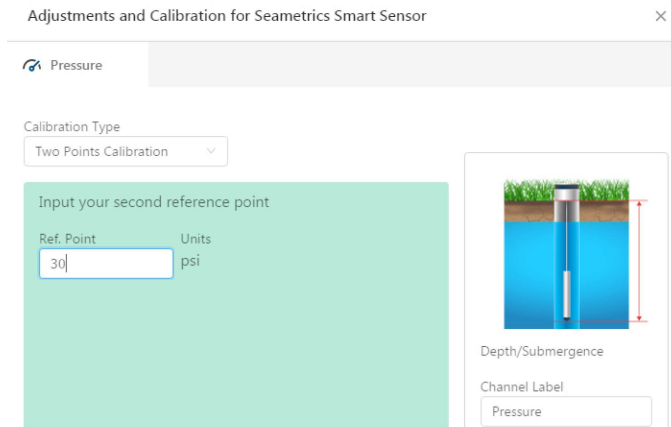 Adjustments and Calibration for Seametrics Smart Sensor
Pressure
Calibration Type
Two Points Calibration
Input your second reference point
Ref. Point Units
30 psi
Depth/Submergence
Channel Label
Pressure